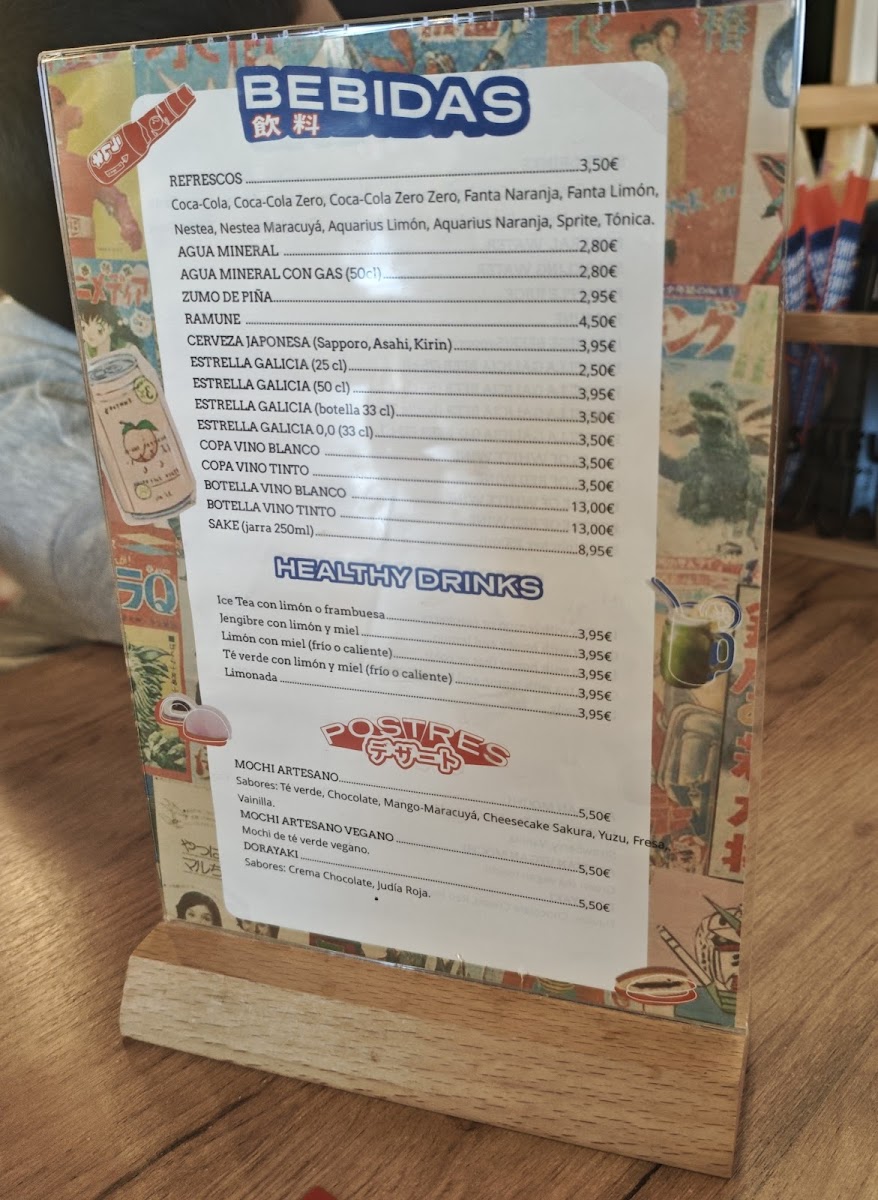 BEBIDAS
飲料
REFRESCOS 3,50€
Coca-Cola, Coca-Cola Zero, Coca-Cola Zero Zero, Fanta Naranja, Fanta Limón,
Nestea, Nestea Maracuyá, Aquarius Limón, Aquarius Naranja, Sprite, Tónica.
AGUA MINERAL 2,80€
AGUA MINERAL CON GAS (50cl) 2,80€
ZUMO DE PIÑA 2,95€
RAMUNE 4,50€
CERVEZA JAPONESA (Sapporo, Asahi, Kirin) 3,95€
ESTRELLA GALICIA (25 cl) 2,50€
ESTRELLA GALICIA (50 cl) 3,95€
ESTRELLA GALICIA (botella 33 cl) 3,50€
ESTRELLA GALICIA 0,0 (33 cl) 3,50€
COPA VINO BLANCO 3,50€
COPA VINO TINTO 3,50€
BOTELLA VINO BLANCO 13,00€
BOTELLA VINO TINTO 13,00€
SAKE (jarra 250ml) 8,95€
HEALTHY DRINKS
Ice Tea con limón o frambuesa 3,95€
Jengibre con limón y miel 3,95€
Limón con miel (frío o caliente) 3,95€
Té verde con limón y miel (frío o caliente) 3,95€
Limonada 3,95€
POSTRES
デザート
MOCHI ARTESANO 5,50€
Sabores: Té verde, Chocolate, Mango-Maracuyá, Cheesecake Sakura, Yuzu, Fresa,
Vainilla.
MOCHI ARTESANO VEGANO 5,50€
Mochi de té verde vegano.
DORAYAKI 5,50€
Sabores: Crema Chocolate, Judía Roja.